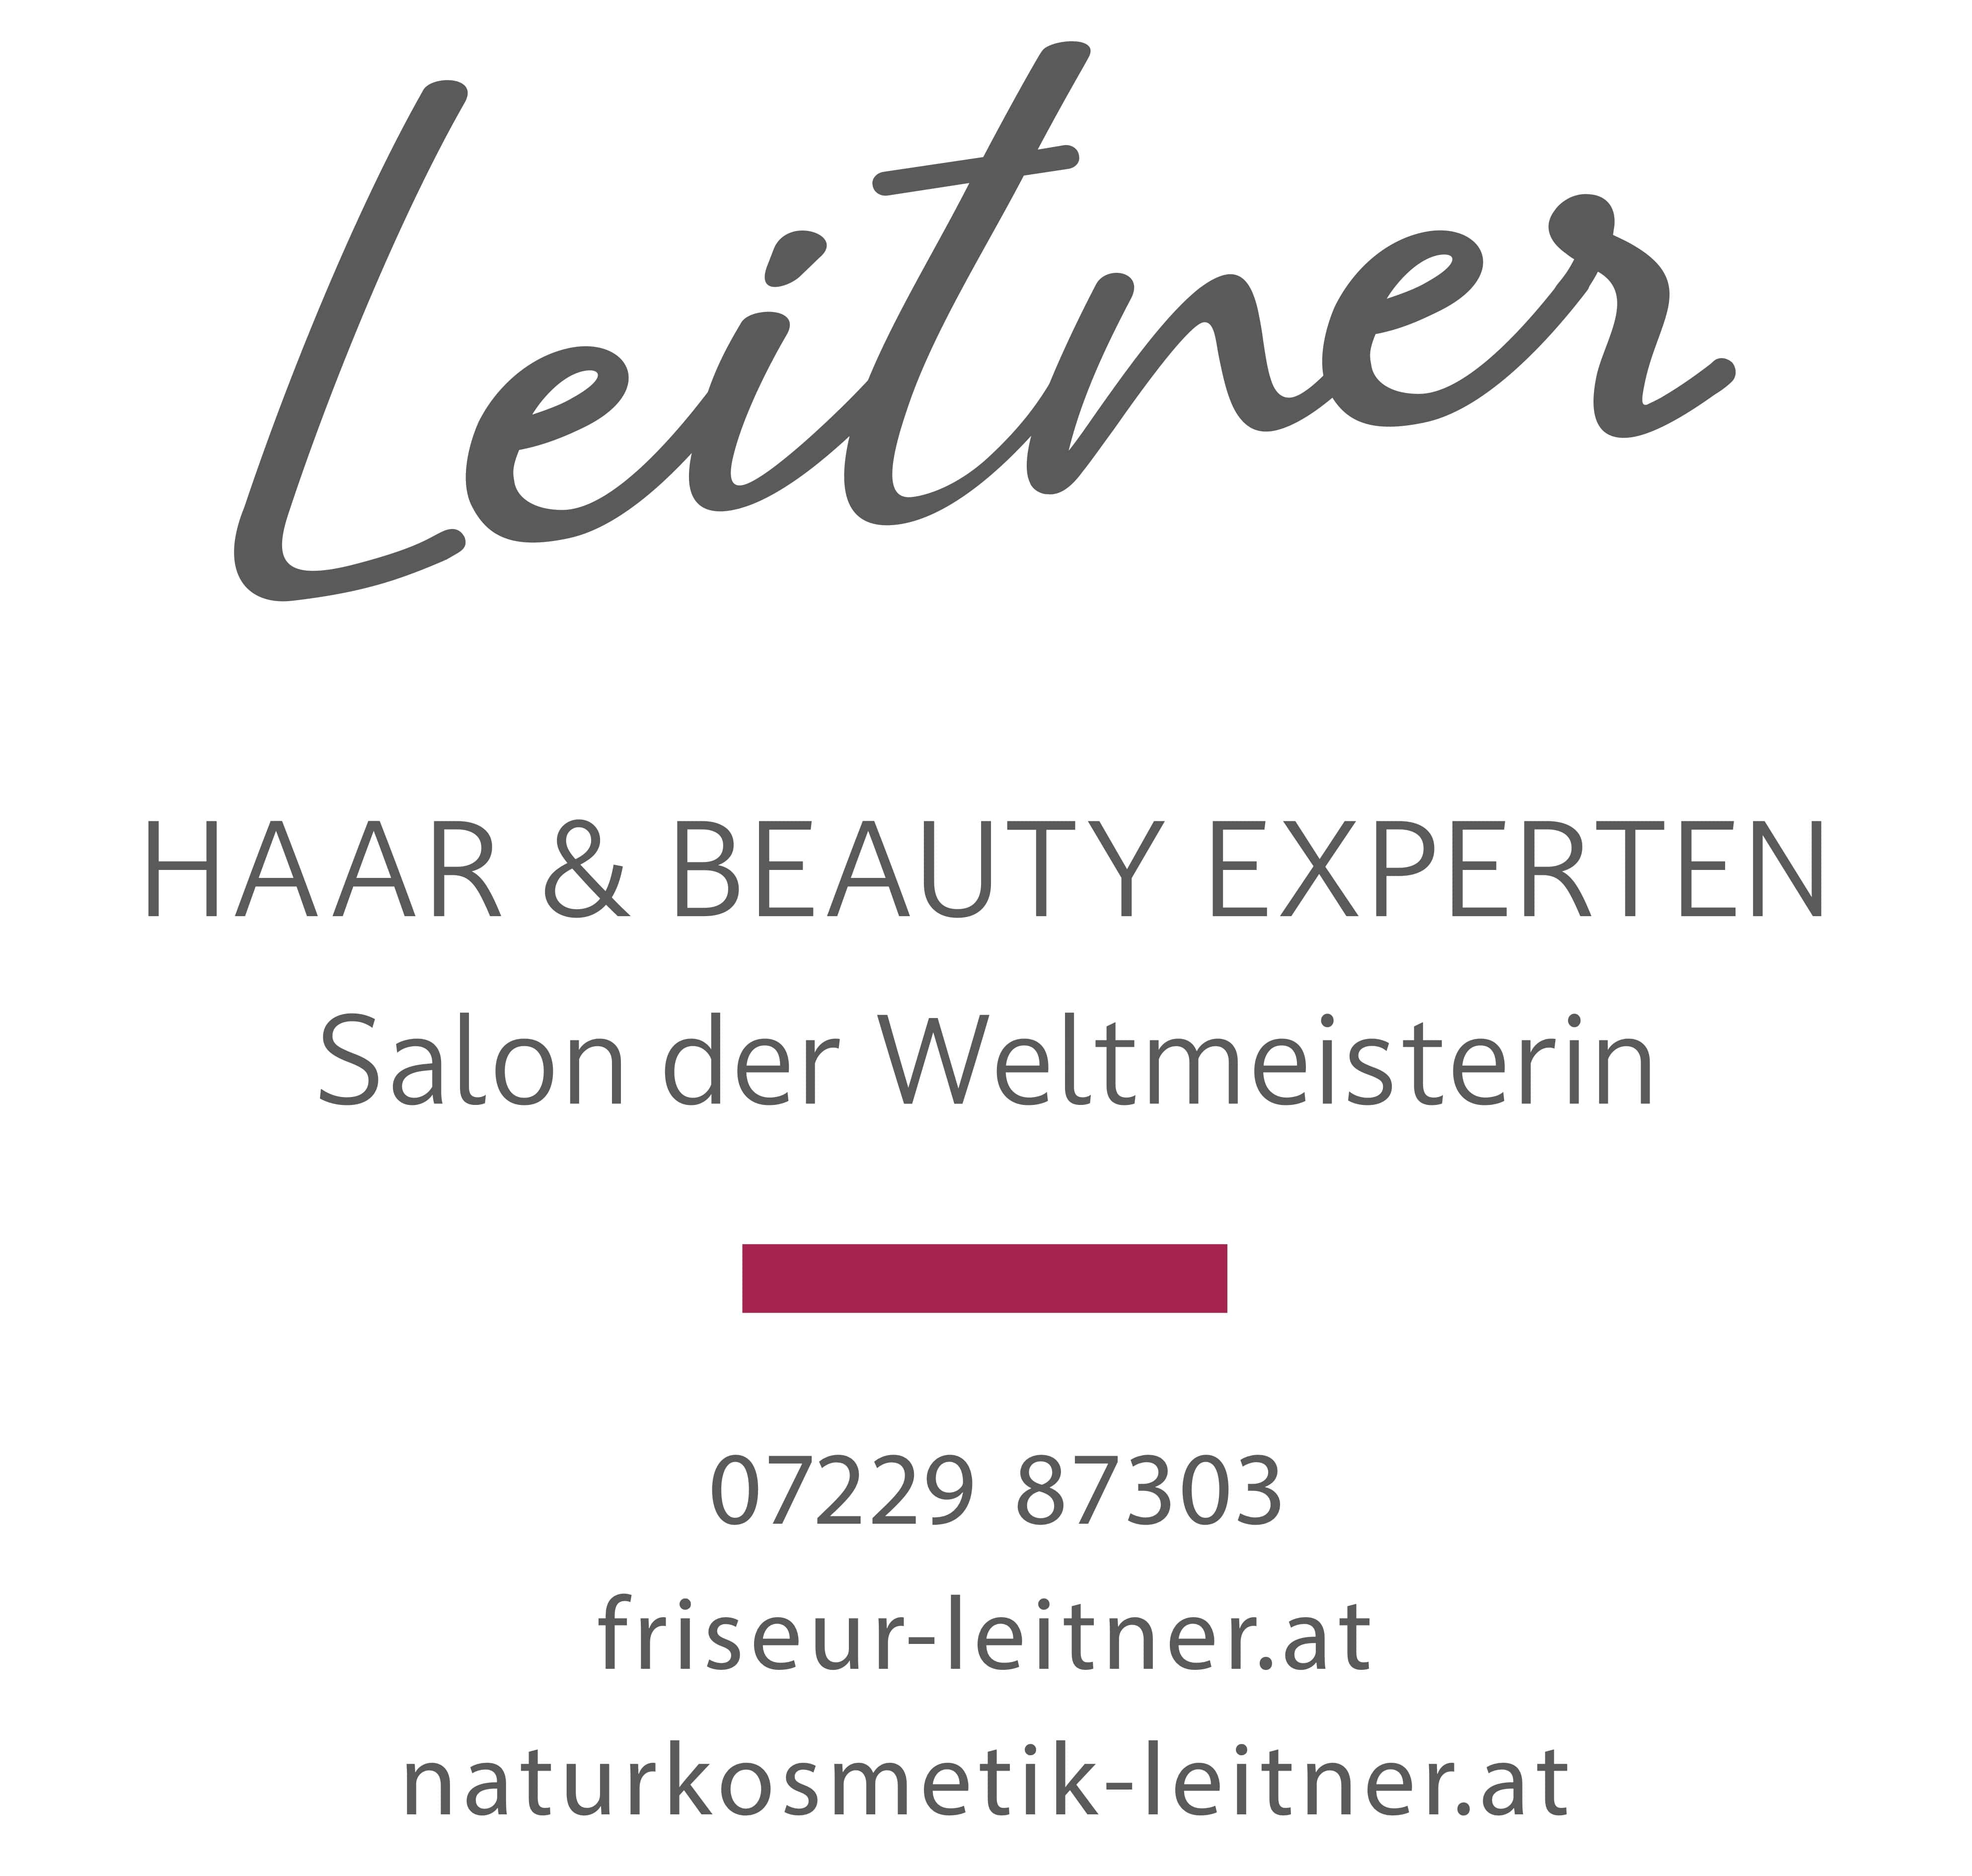 Leitner
HAAR & BEAUTY EXPERTEN
Salon der Weltmeisterin
07229 87303
friseur-leitner.at
naturkosmetik-leitner.at